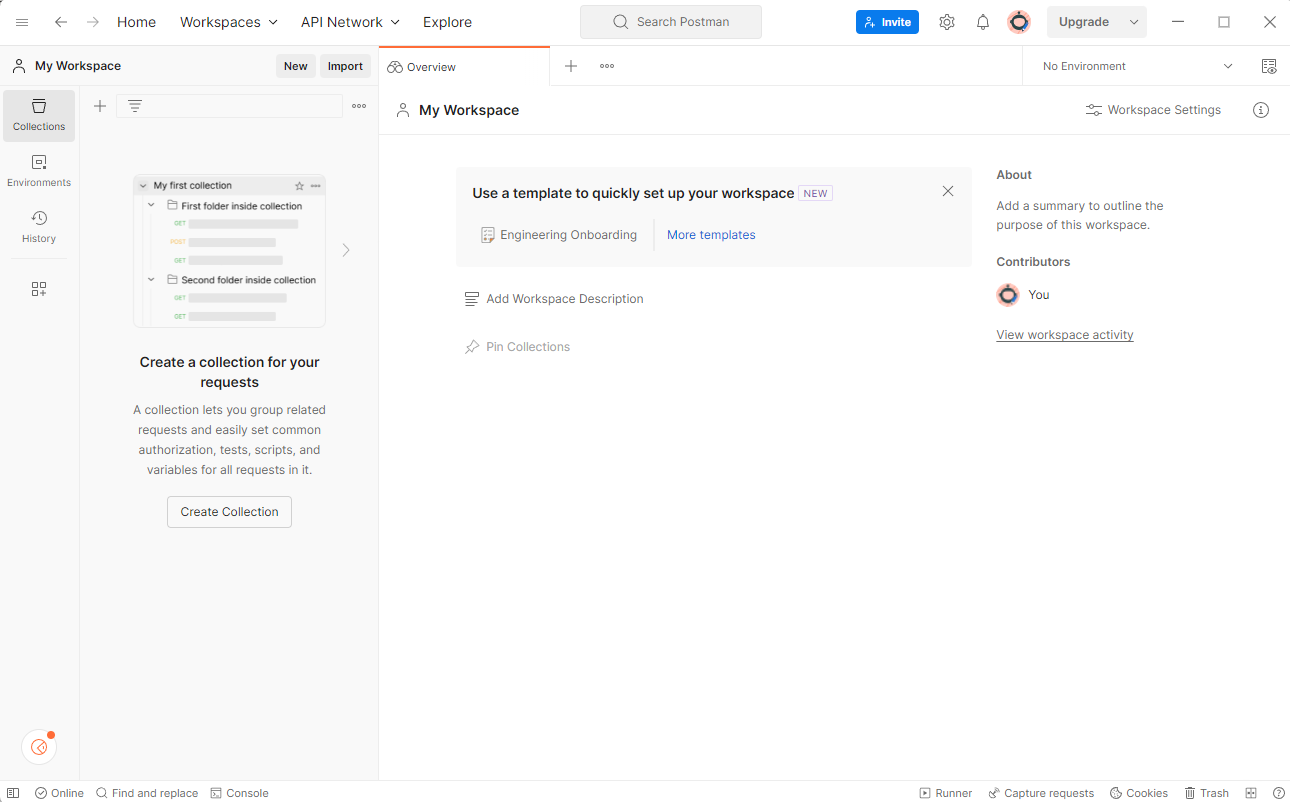 Home
Workspaces
API Network
Explore
Search Postman
Invite
Upgrade
My Workspace
New
Import
Overview
No Environment
Collections
Environments
History
My first collection
First folder inside collection
GET
POST
GET
Second folder inside collection
GET
GET
Create a collection for your
requests
A collection lets you group related
requests and easily set common
authorization, tests, scripts, and
variables for all requests in it.
Create Collection
My Workspace
Workspace Settings
Use a template to quickly set up your workspace NEW
Engineering Onboarding
More templates
Add Workspace Description
Pin Collections
About
Add a summary to outline the
purpose of this workspace.
Contributors
You
View workspace activity
Online
Find and replace
Console
Runner
Capture requests
Cookies
Trash